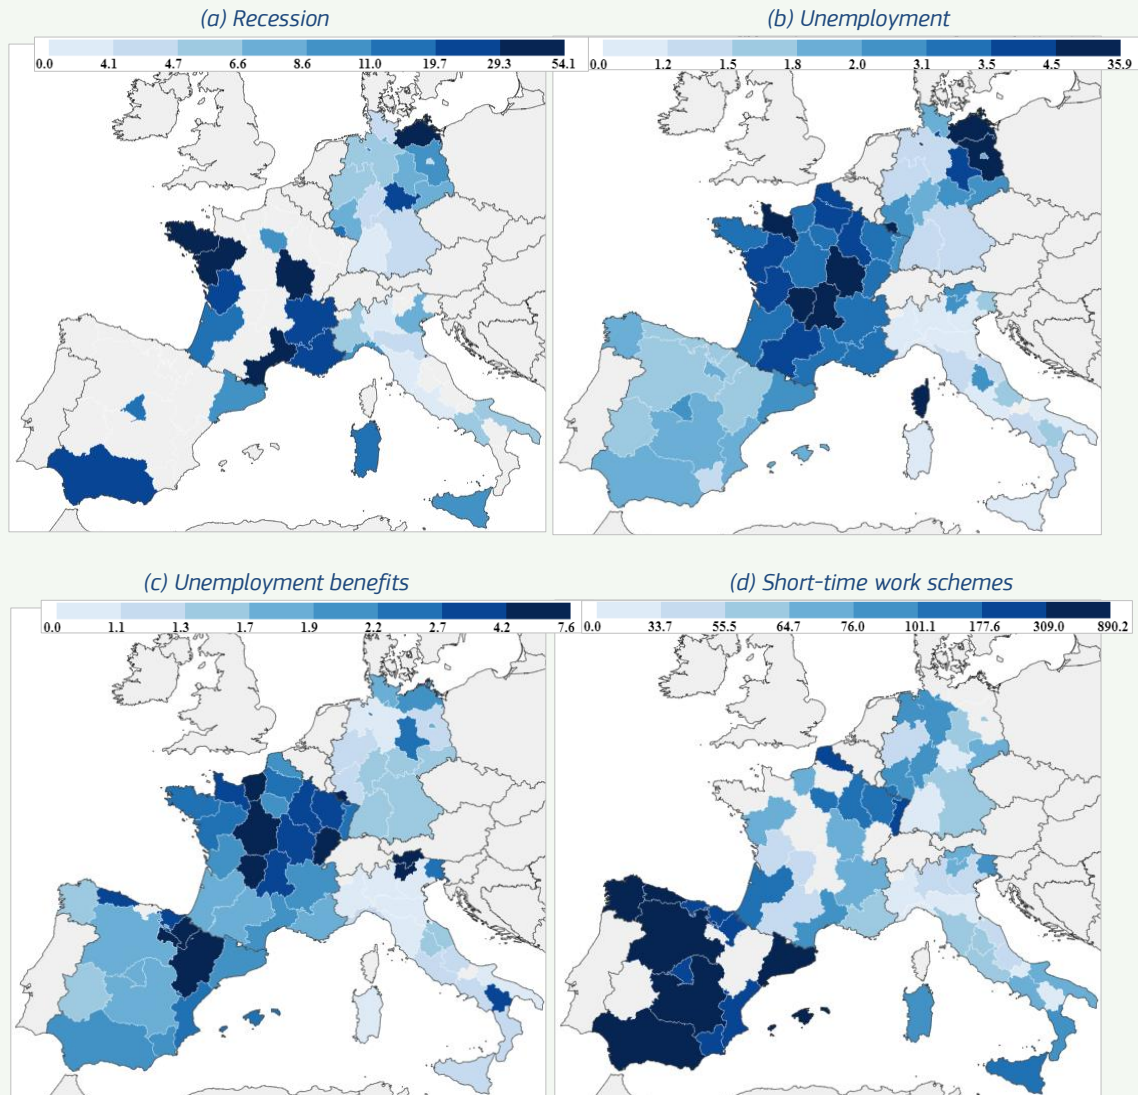 (a) Recession
(b) Unemployment
0.0 4.1 4.7 6.6 8.6 11.0 19.7 29.3 54.1
0.0 1.2 1.5 1.8 2.0 3.1 3.5 4.5 35.9
(c) Unemployment benefits
(d) Short-time work schemes
0.0 1.1 1.3 1.7 1.9 2.2 2.7 4.2 7.6
0.0 33.7 55.5 64.7 76.0 101.1 177.6 309.0 890.2